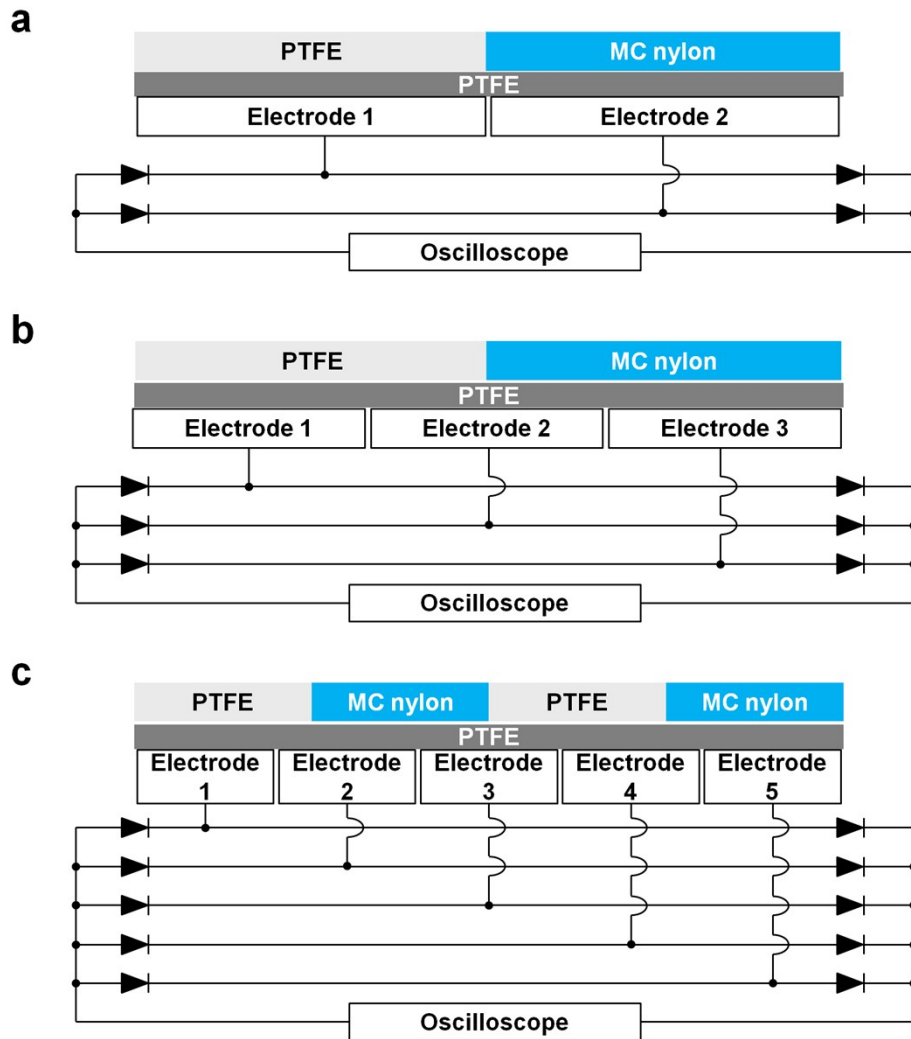 a
PTFE MC nylon
PTFE
Electrode 1 Electrode 2
Oscilloscope
b
PTFE MC nylon
PTFE
Electrode 1 Electrode 2 Electrode 3
Oscilloscope
c
PTFE MC nylon PTFE MC nylon
PTFE
Electrode Electrode Electrode Electrode Electrode
1 2 3 4 5
Oscilloscope